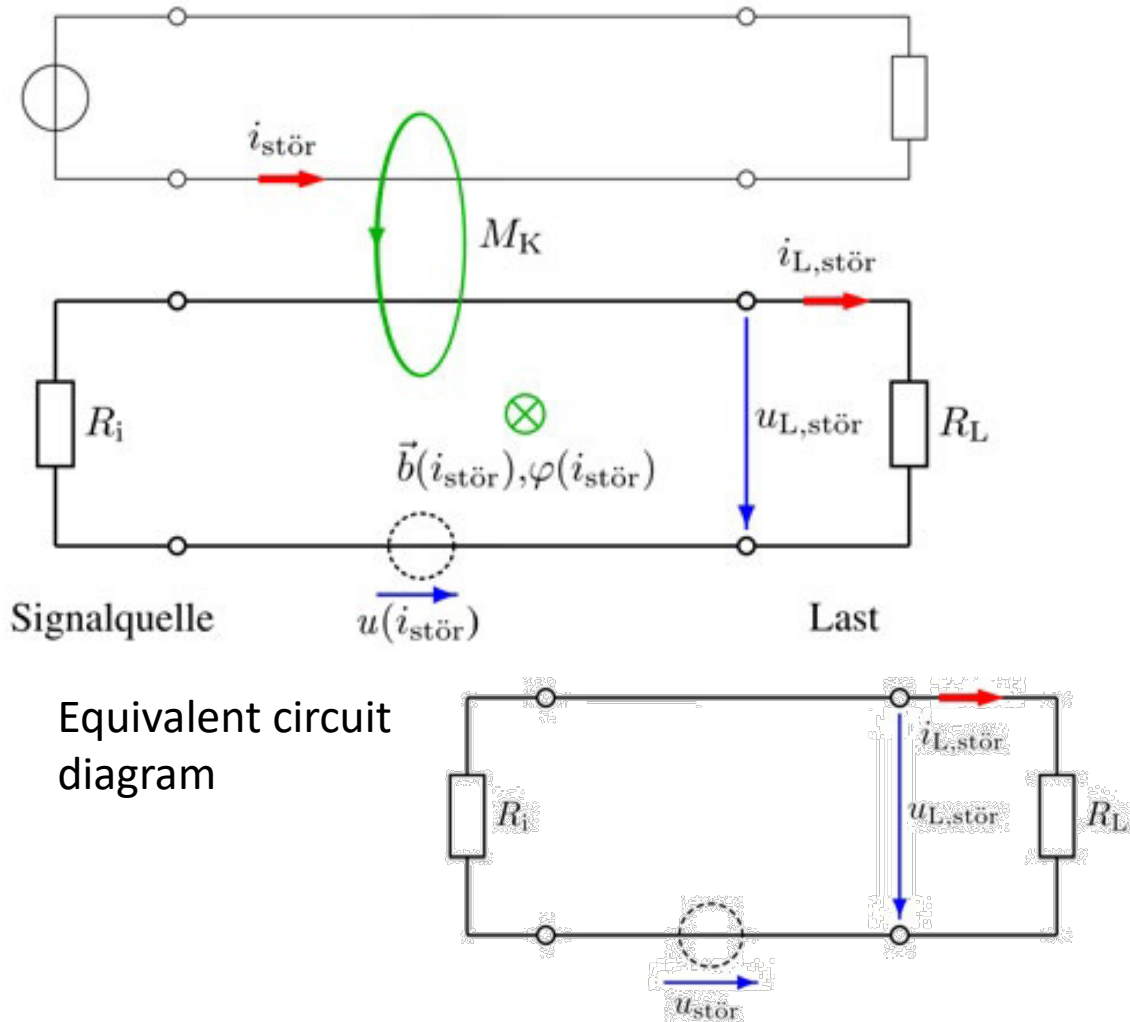 i_stör
M_K
i_L,stör
R_i
u_L,stör
R_L
b⃗(i_stör),φ(i_stör)
Signalquelle
u(i_stör)
Last
Equivalent circuit
diagram
i_L,stör
R_i
u_L,stör
R_L
u_stör